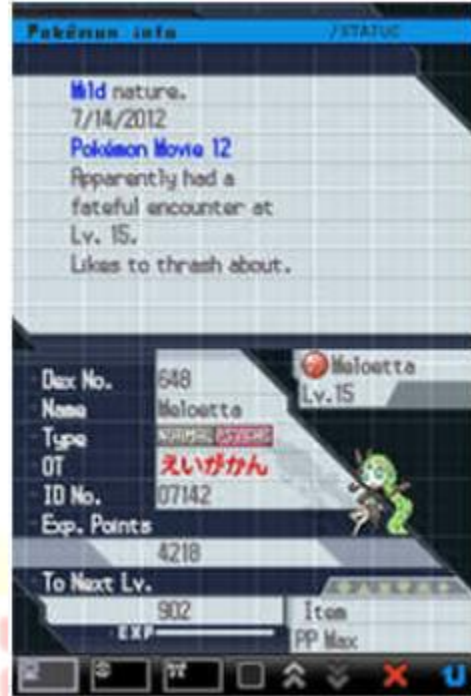 Pokémon info /STATUS
Mild nature.
7/14/2012
Pokémon Movie 12
Apparently had a
fateful encounter at
Lv. 15.
Likes to thrash about.
Meloetta
Lv.15
Dex No. 648
Name Meloetta
Type NORMAL PSYCHC
OT えいがかん
ID No. 07142
Exp. Points
4218
To Next Lv.
902
EXP
Item
PP Max